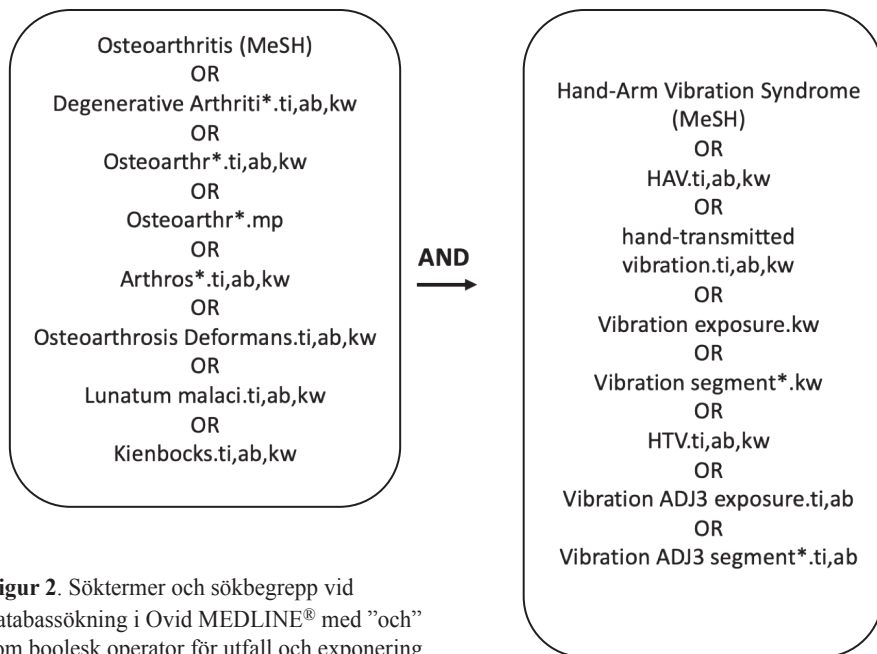 Osteoarthritis (MeSH)
OR
Degenerative Arthriti*.ti,ab,kw
OR
Osteoarthr*.ti,ab,kw
OR
Osteoarthr*.mp
OR
Arthros*.ti,ab,kw
OR
Osteoarthrosis Deformans.ti,ab,kw
OR
Lunatum malaci.ti,ab,kw
OR
Kienbocks.ti,ab,kw
AND
Hand-Arm Vibration Syndrome
(MeSH)
OR
HAV.ti,ab,kw
OR
hand-transmitted
vibration.ti,ab,kw
OR
Vibration exposure.kw
OR
Vibration segment*.kw
OR
HTV.ti,ab,kw
OR
Vibration ADJ3 exposure.ti,ab
OR
Vibration ADJ3 segment*.ti,ab
igur 2. Söktermer och sökbegrepp vid
atabassökning i Ovid MEDLINE® med ”och”
om boolesk operator för utfall och exponering